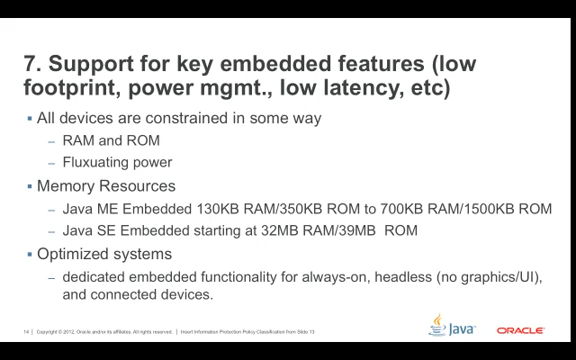 7. Support for key embedded features (low
footprint, power mgmt., low latency, etc)
▪ All devices are constrained in some way
– RAM and ROM
– Fluxuating power
▪ Memory Resources
– Java ME Embedded 130KB RAM/350KB ROM to 700KB RAM/1500KB ROM
– Java SE Embedded starting at 32MB RAM/39MB ROM
▪ Optimized systems
– dedicated embedded functionality for always-on, headless (no graphics/UI),
and connected devices.
14 | Copyright © 2012, Oracle and/or its affiliates. All rights reserved. | Insert Information Protection Policy Classification from Slide 13
Java
ORACLE